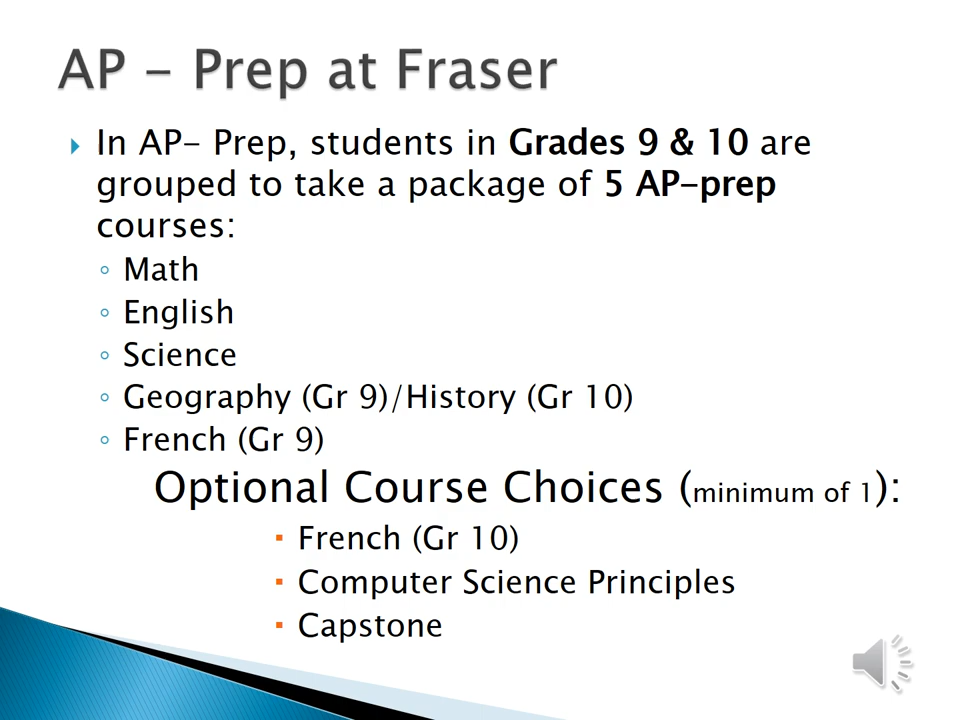 AP - Prep at Fraser
In AP- Prep, students in Grades 9 & 10 are
grouped to take a package of 5 AP-prep
courses:
Math
English
Science
Geography (Gr 9)/History (Gr 10)
French (Gr 9)
Optional Course Choices (minimum of 1):
French (Gr 10)
Computer Science Principles
Capstone